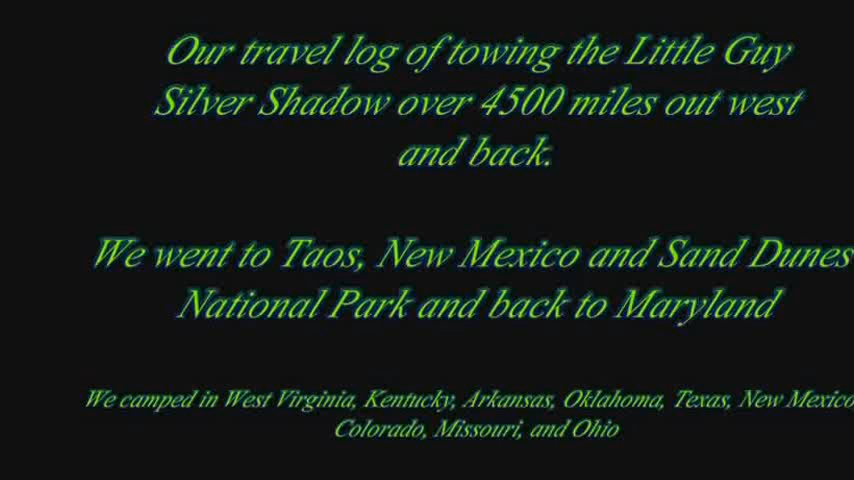 Our travel log of towing the Little Guy
Silver Shadow over 4500 miles out west
and back.
We went to Taos, New Mexico and Sand Dunes
National Park and back to Maryland
We camped in West Virginia, Kentucky, Arkansas, Oklahoma, Texas, New Mexico
Colorado, Missouri, and Ohio